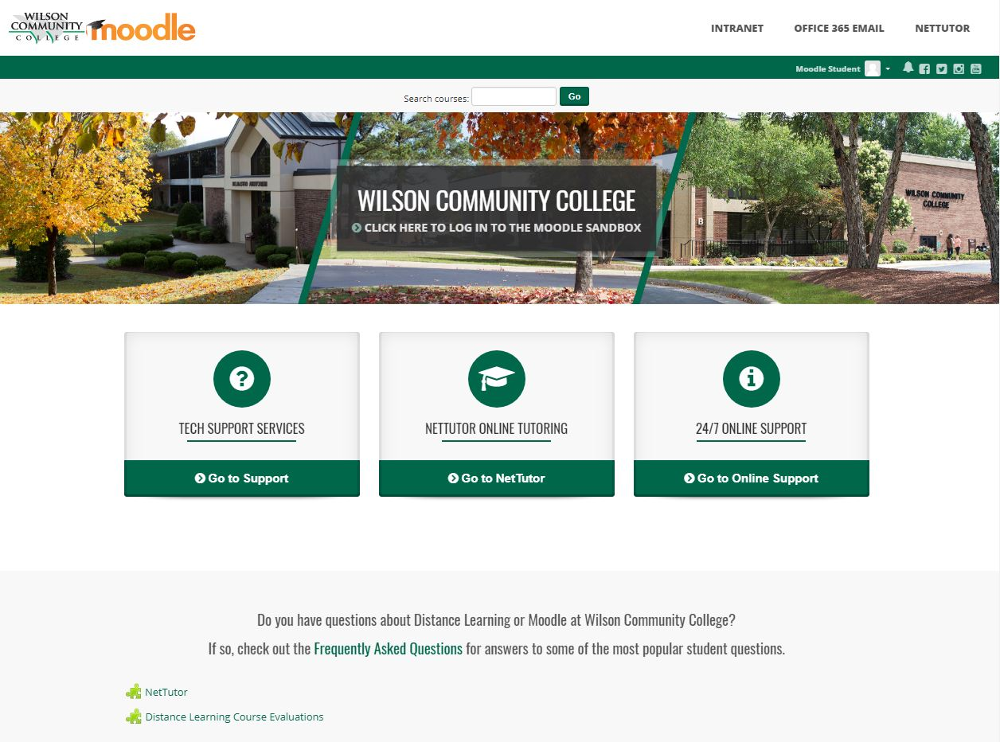 WILSON
COMMUNITY
COLLEGE
moodle
INTRANET
OFFICE 365 EMAIL
NETTUTOR
Moodle Student
Search courses:
Go
WILSON COMMUNITY COLLEGE
CLICK HERE TO LOG IN TO THE MOODLE SANDBOX
B
WILSON COMMUNITY
COLLEGE
TECH SUPPORT SERVICES
Go to Support
NETTUTOR ONLINE TUTORING
Go to NetTutor
24/7 ONLINE SUPPORT
Go to Online Support
Do you have questions about Distance Learning or Moodle at Wilson Community College?
If so, check out the Frequently Asked Questions for answers to some of the most popular student questions.
NetTutor
Distance Learning Course Evaluations